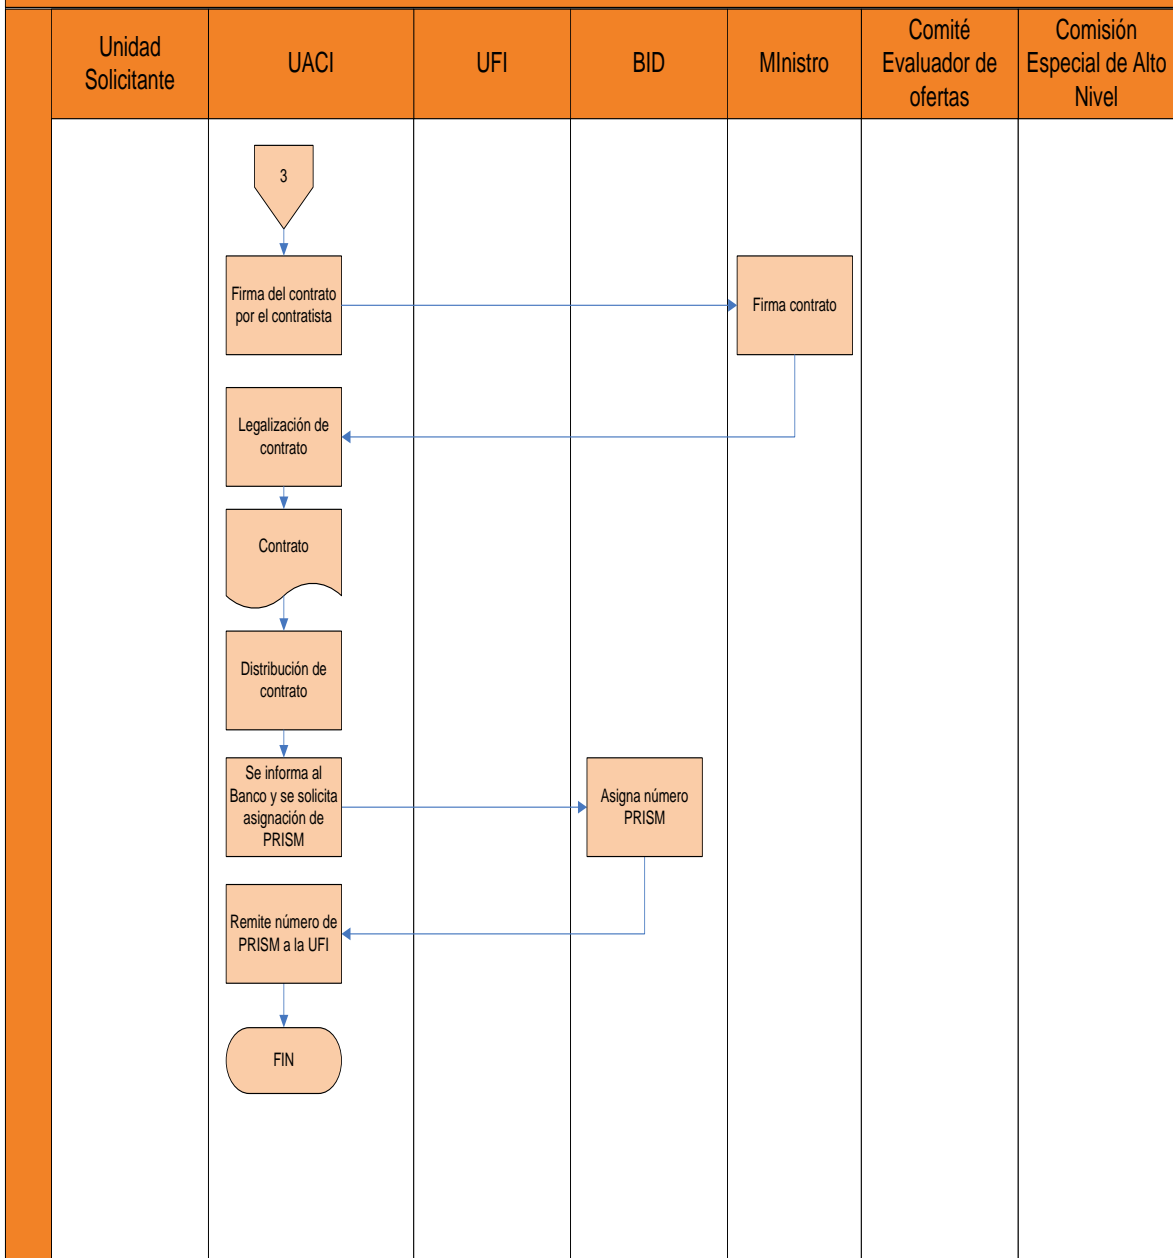 Unidad
Solicitante
UACI
UFI
BID
MInistro
Comité
Evaluador de
ofertas
Comisión
Especial de Alto
Nivel
3
Firma del contrato
por el contratista
Firma contrato
Legalización de
contrato
Contrato
Distribución de
contrato
Se informa al
Banco y se solicita
asignación de
PRISM
Asigna número
PRISM
Remite número de
PRISM a la UFI
FIN